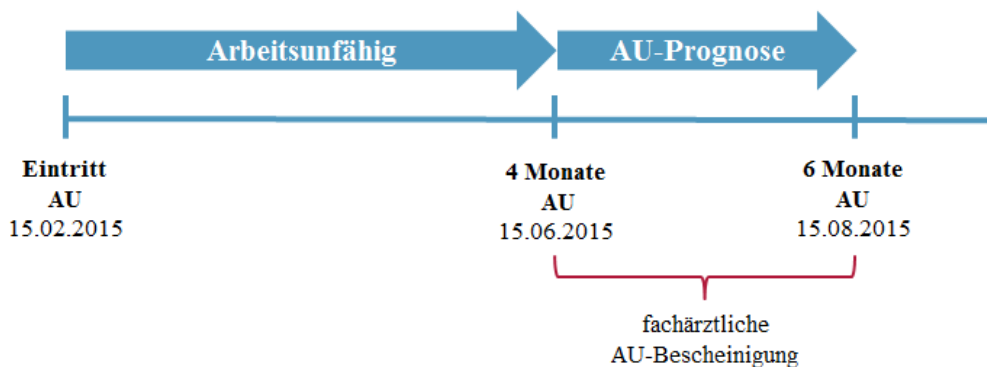 Arbeitsunfähig
AU-Prognose
Eintritt
AU
15.02.2015
4 Monate
AU
15.06.2015
6 Monate
AU
15.08.2015
fachärztliche
AU-Bescheinigung